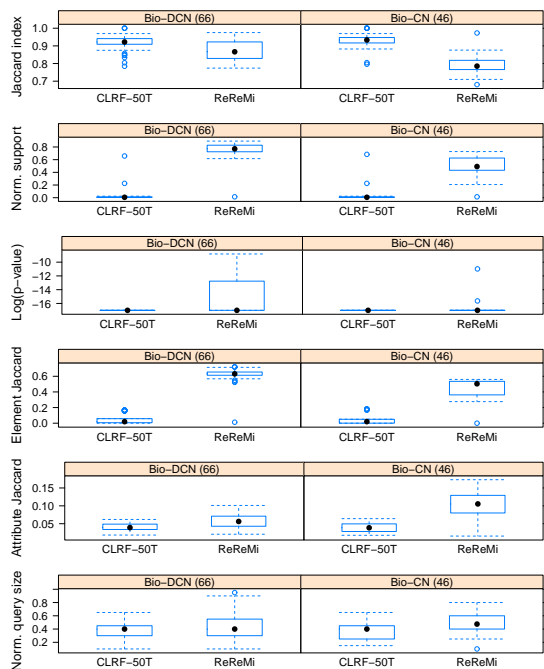 Bio−DCN (66) Bio−CN (46)
Jaccard index
1.0
0.9
0.8
0.7
CLRF−50T ReReMi CLRF−50T ReReMi
Bio−DCN (66) Bio−CN (46)
Norm. support
0.8
0.6
0.4
0.2
0.0
CLRF−50T ReReMi CLRF−50T ReReMi
Bio−DCN (66) Bio−CN (46)
Log(p−value)
−10
−12
−14
−16
CLRF−50T ReReMi CLRF−50T ReReMi
Bio−DCN (66) Bio−CN (46)
Element Jaccard
0.6
0.4
0.2
0.0
CLRF−50T ReReMi CLRF−50T ReReMi
Bio−DCN (66) Bio−CN (46)
Attribute Jaccard
0.15
0.10
0.05
CLRF−50T ReReMi CLRF−50T ReReMi
Bio−DCN (66) Bio−CN (46)
Norm. query size
0.8
0.6
0.4
0.2
CLRF−50T ReReMi CLRF−50T ReReMi